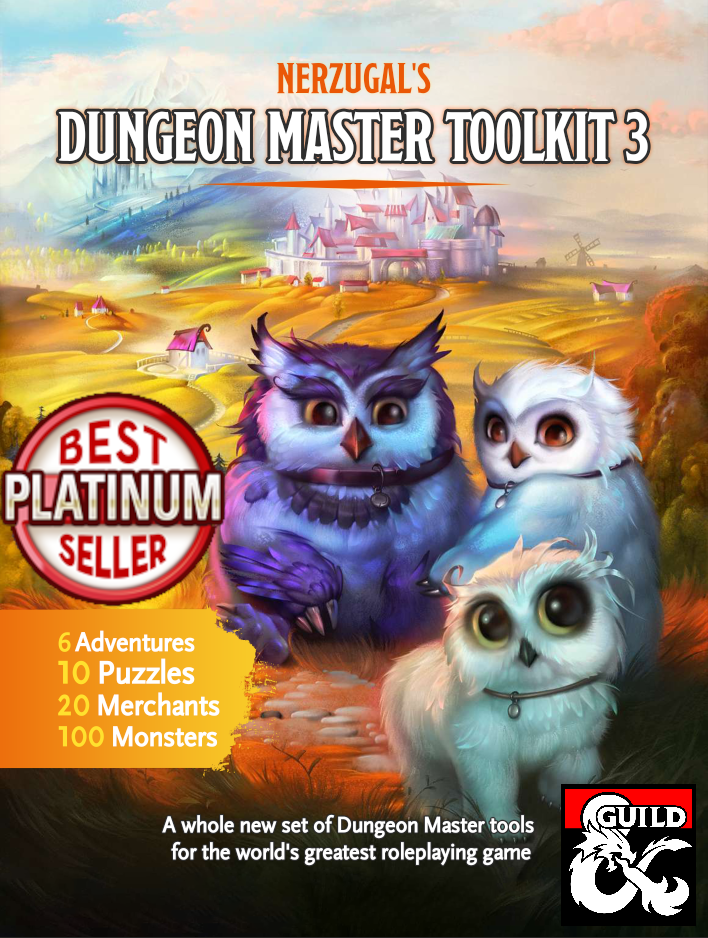 NERZUGAL'S
DUNGEON MASTER TOOLKIT 3
BEST
PLATINUM
SELLER
6 Adventures
10 Puzzles
20 Merchants
100 Monsters
A whole new set of Dungeon Master tools
for the world's greatest roleplaying game
GUILD